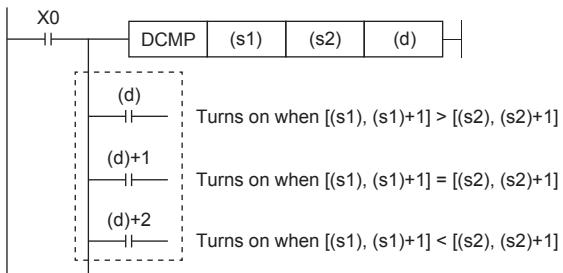 X0
DCMP (s1) (s2) (d)
(d)
Turns on when [(s1), (s1)+1] > [(s2), (s2)+1]
(d)+1
Turns on when [(s1), (s1)+1] = [(s2), (s2)+1]
(d)+2
Turns on when [(s1), (s1)+1] < [(s2), (s2)+1]